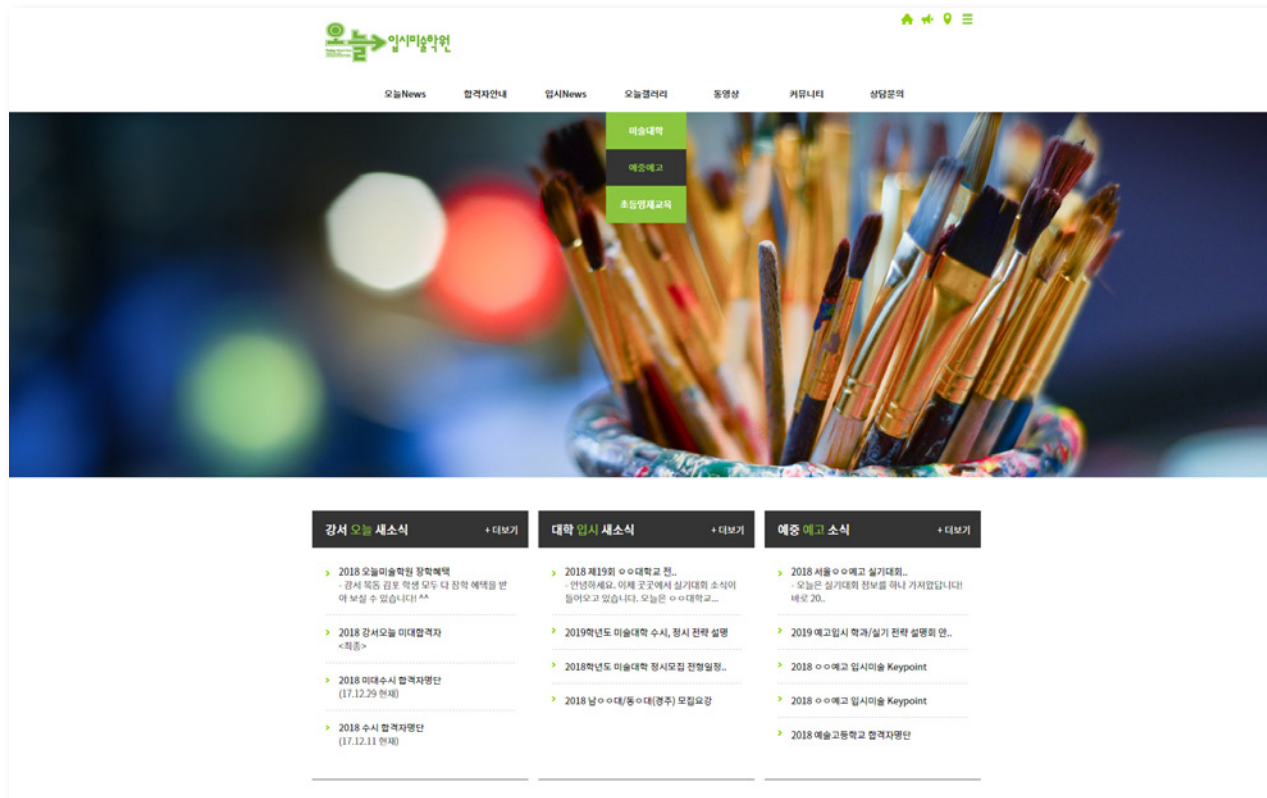 오늘 입시미술학원
오늘News 합격자안내 입시News 오늘갤러리 동영상 커뮤니티 상담문의
미술대학
예중예고
초등영재교육
강서 오늘 새소식 + 더보기
2018 오늘미술학원 장학혜택
- 강서 목동 김포 학생 모두 다 장학 혜택을 받
아 보실 수 있습니다! ^^
2018 강서오늘 미대합격자
<최종>
2018 미대수시 합격자명단
(17.12.29 현재)
2018 수시 합격자명단
(17.12.11 현재)
대학 입시 새소식 + 더보기
2018 제19회 ㅇㅇ대학교 전..
- 안녕하세요. 이제 곳곳에서 실기대회 소식이
들어오고 있습니다. 오늘은 ㅇㅇ대학교...
2019학년도 미술대학 수시, 정시 전략 설명
2018학년도 미술대학 정시모집 전형일정..
2018 남ㅇㅇ대/동ㅇ대(경주) 모집요강
예중 예고 소식 + 더보기
2018 서울ㅇㅇ예고 실기대회..
- 오늘은 실기대회 정보를 하나 가져왔답니다!
바로 20..
2019 예고입시 학과/실기 전략 설명회 안..
2018 ㅇㅇ예고 입시미술 Keypoint
2018 ㅇㅇ예고 입시미술 Keypoint
2018 예술고등학교 합격자명단